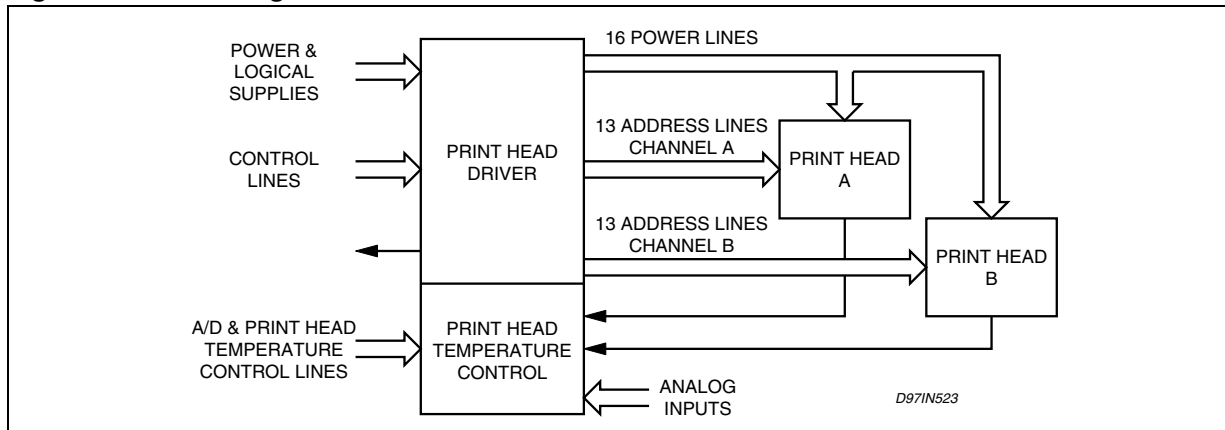 16 POWER LINES
POWER &
LOGICAL
SUPPLIES
13 ADDRESS LINES
CHANNEL A
CONTROL
LINES
PRINT HEAD
DRIVER
PRINT HEAD
A
13 ADDRESS LINES
CHANNEL B
PRINT HEAD
B
A/D & PRINT HEAD
TEMPERATURE
CONTROL LINES
PRINT HEAD
TEMPERATURE
CONTROL
ANALOG
INPUTS
D97IN523